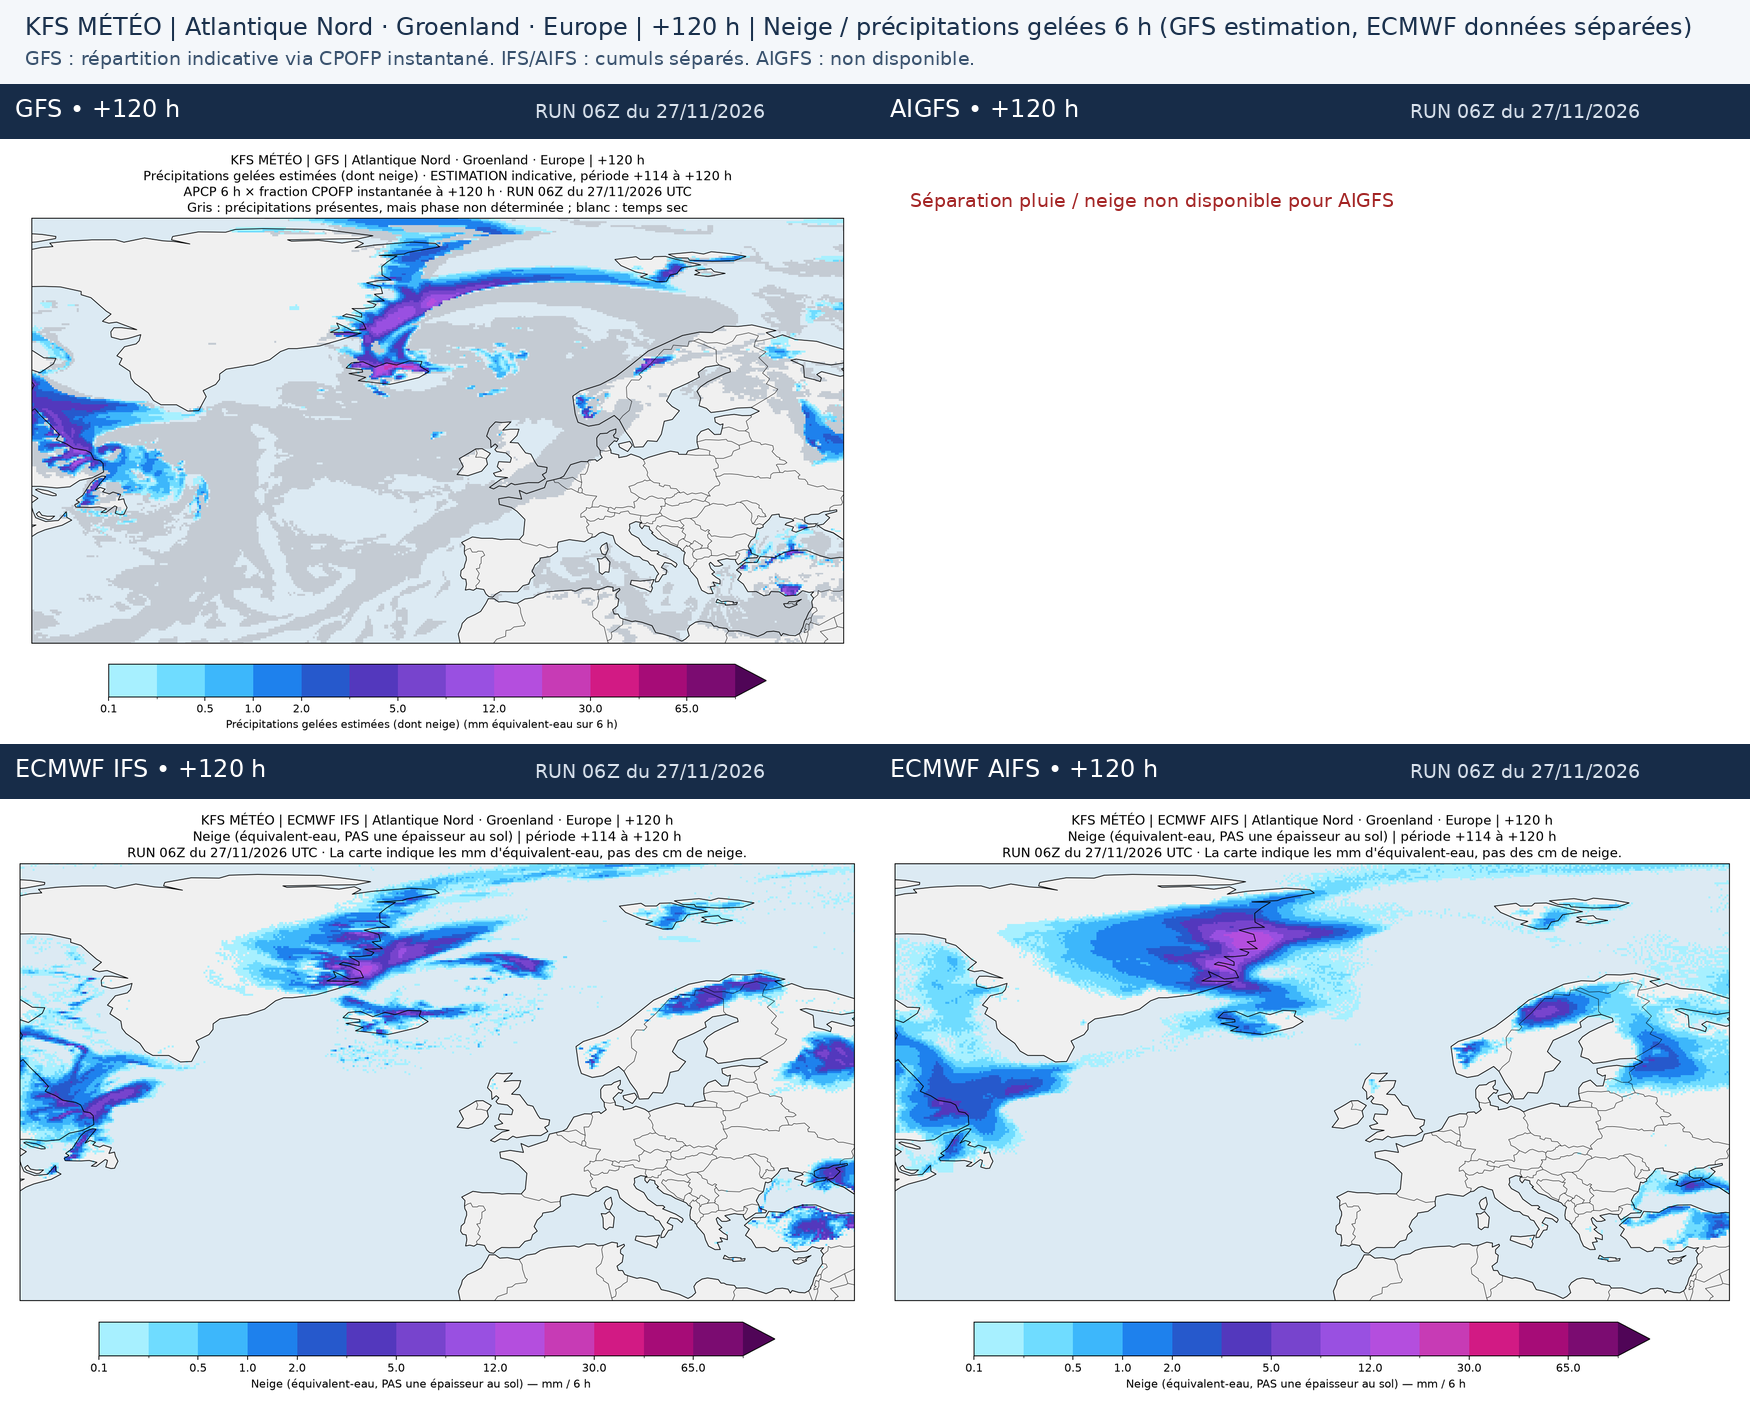 KFS MÉTÉO | Atlantique Nord · Groenland · Europe | +120 h | Neige / précipitations gelées 6 h (GFS estimation, ECMWF données séparées)
GFS : répartition indicative via CPOFP instantané. IFS/AIFS : cumuls séparés. AIGFS : non disponible.
GFS • +120 h
RUN 06Z du 27/11/2026
AIGFS • +120 h
RUN 06Z du 27/11/2026
KFS MÉTÉO | GFS | Atlantique Nord · Groenland · Europe | +120 h
Précipitations gelées estimées (dont neige) · ESTIMATION indicative, période +114 à +120 h
APCP 6 h × fraction CPOFP instantanée à +120 h · RUN 06Z du 27/11/2026 UTC
Gris : précipitations présentes, mais phase non déterminée ; blanc : temps sec
Séparation pluie / neige non disponible pour AIGFS
0.1 0.5 1.0 2.0 5.0 12.0 30.0 65.0
Précipitations gelées estimées (dont neige) (mm équivalent-eau sur 6 h)
ECMWF IFS • +120 h
RUN 06Z du 27/11/2026
ECMWF AIFS • +120 h
RUN 06Z du 27/11/2026
KFS MÉTÉO | ECMWF IFS | Atlantique Nord · Groenland · Europe | +120 h
Neige (équivalent-eau, PAS une épaisseur au sol) | période +114 à +120 h
RUN 06Z du 27/11/2026 UTC · La carte indique les mm d'équivalent-eau, pas des cm de neige.
KFS MÉTÉO | ECMWF AIFS | Atlantique Nord · Groenland · Europe | +120 h
Neige (équivalent-eau, PAS une épaisseur au sol) | période +114 à +120 h
RUN 06Z du 27/11/2026 UTC · La carte indique les mm d'équivalent-eau, pas des cm de neige.
0.1 0.5 1.0 2.0 5.0 12.0 30.0 65.0
Neige (équivalent-eau, PAS une épaisseur au sol) — mm / 6 h
0.1 0.5 1.0 2.0 5.0 12.0 30.0 65.0
Neige (équivalent-eau, PAS une épaisseur au sol) — mm / 6 h